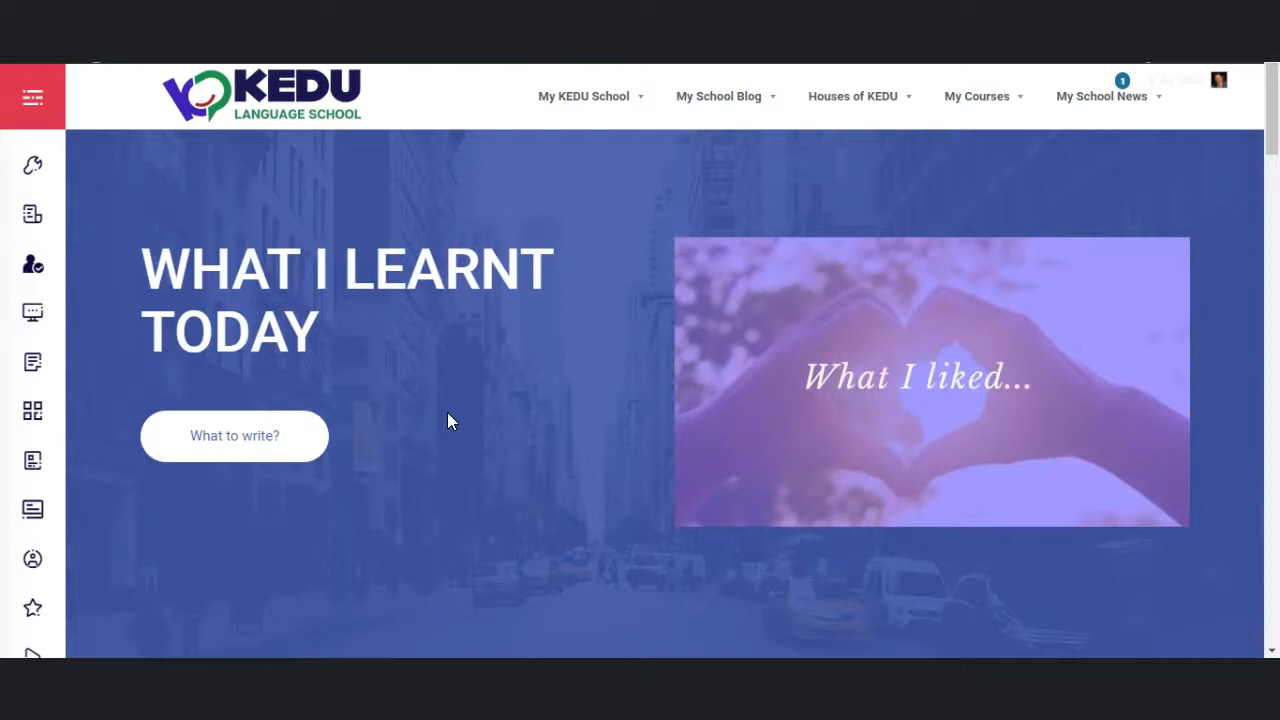 KEDU
LANGUAGE SCHOOL
My KEDU School
My School Blog
Houses of KEDU
My Courses
My School News
1
WHAT I LEARNT
TODAY
What to write?
What I liked...